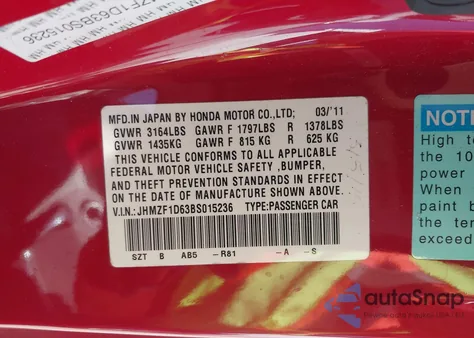 ZF1D63BS015236
MFD.IN JAPAN BY HONDA MOTOR CO.,LTD; 03/'11
GVWR 3164LBS GAWR F 1797LBS R 1378LBS
GVWR 1435KG GAWR F 815 KG R 625 KG
THIS VEHICLE CONFORMS TO ALL APPLICABLE
FEDERAL MOTOR VEHICLE SAFETY ,BUMPER,
AND THEFT PREVENTION STANDARDS IN EFFECT
ON THE DATE OF MANUFACTURE SHOWN ABOVE.
V.I.N.: JHMZF1D63BS015236 TYPE:PASSENGER CAR
SZT B AB5 -R81 -A -S
NOTI
High t
the 10
power
When
paint b
the ter
exceed
autaSnap